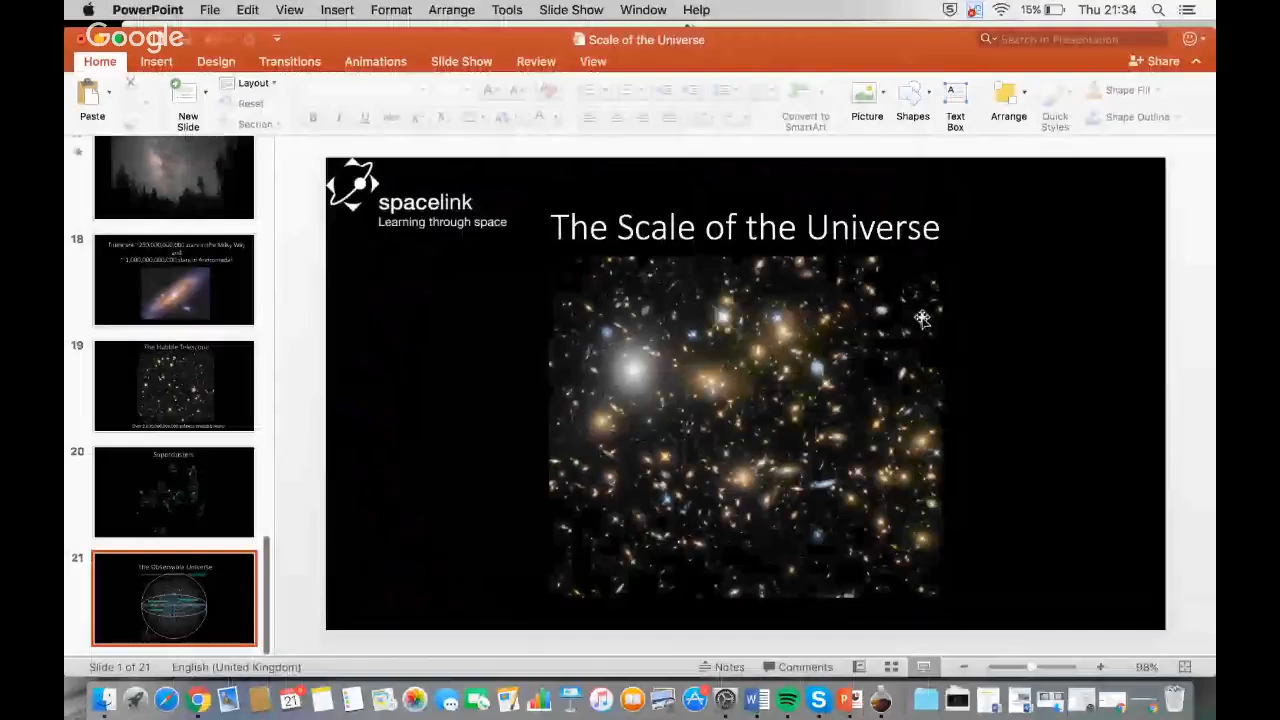 PowerPoint File Edit View Insert Format Arrange Tools Slide Show Window Help 15% Thu 21:34
Google
Scale of the Universe
Search in Presentation
Home Insert Design Transitions Animations Slide Show Review View Share
Paste
New
Slide
Layout
Reset
Section
Convert to
SmartArt
Picture
Shapes
Text
Box
Arrange
Quick
Styles
Shape Fill
Shape Outline
18
19
The Hubble Telescope
20
Superclusters
21
The Observable Universe
spacelink
Learning through space
The Scale of the Universe
Slide 1 of 21 English (United Kingdom) Notes Comments 98%